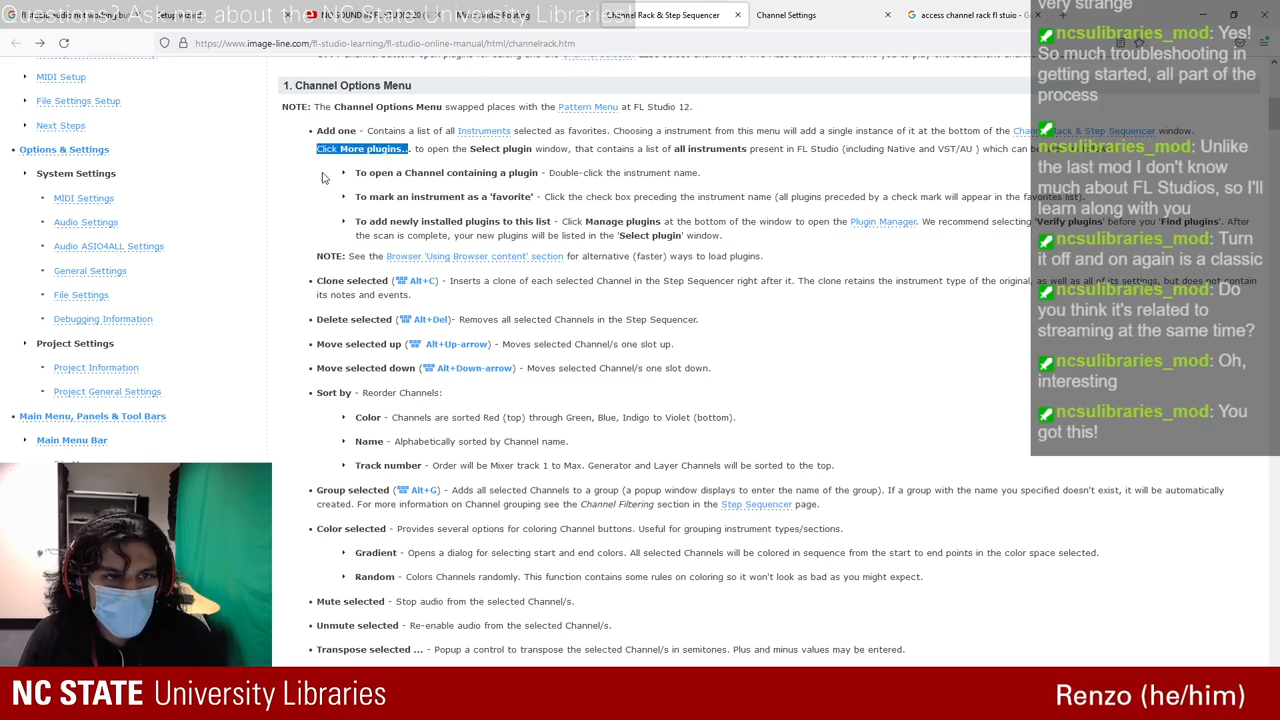 Questions? Ask me about the NC State University Libraries!
Channel Rack & Step Sequencer
Channel Settings
access channel rack fl stuio - Go
https://www.image-line.com/fl-studio-learning/fl-studio-online-manual/html/channelrack.htm
MIDI Setup
File Settings Setup
Next Steps
Options & Settings
System Settings
MIDI Settings
Audio Settings
Audio ASIO4ALL Settings
General Settings
File Settings
Debugging Information
Project Settings
Project Information
Project General Settings
Main Menu, Panels & Tool Bars
Main Menu Bar
1. Channel Options Menu
NOTE: The Channel Options Menu swapped places with the Pattern Menu at FL Studio 12.
Add one - Contains a list of all Instruments selected as favorites. Choosing a instrument from this menu will add a single instance of it at the bottom of the Channel Rack & Step Sequencer window.
Click More plugins... to open the Select plugin window, that contains a list of all instruments present in FL Studio (including Native and VST/AU ) which can be
To open a Channel containing a plugin - Double-click the instrument name.
To mark an instrument as a 'favorite' - Click the check box preceding the instrument name (all plugins preceded by a check mark will appear in the favorites list).
To add newly installed plugins to this list - Click Manage plugins at the bottom of the window to open the Plugin Manager. We recommend selecting 'Verify plugins' before you 'Find plugins'. After
the scan is complete, your new plugins will be listed in the 'Select plugin' window.
NOTE: See the Browser 'Using Browser content' section for alternative (faster) ways to load plugins.
Clone selected (Alt+C) - Inserts a clone of each selected Channel in the Step Sequencer right after it. The clone retains the instrument type of the original, as well as all of its settings, but does not contain
its notes and events.
Delete selected (Alt+Del)- Removes all selected Channels in the Step Sequencer.
Move selected up (Alt+Up-arrow) - Moves selected Channel/s one slot up.
Move selected down (Alt+Down-arrow) - Moves selected Channel/s one slot down.
Sort by - Reorder Channels:
Color - Channels are sorted Red (top) through Green, Blue, Indigo to Violet (bottom).
Name - Alphabetically sorted by Channel name.
Track number - Order will be Mixer track 1 to Max. Generator and Layer Channels will be sorted to the top.
Group selected (Alt+G) - Adds all selected Channels to a group (a popup window displays to enter the name of the group). If a group with the name you specified doesn't exist, it will be automatically
created. For more information on Channel grouping see the Channel Filtering section in the Step Sequencer page.
Color selected - Provides several options for coloring Channel buttons. Useful for grouping instrument types/sections.
Gradient - Opens a dialog for selecting start and end colors. All selected Channels will be colored in sequence from the start to end points in the color space selected.
Random - Colors Channels randomly. This function contains some rules on coloring so it won't look as bad as you might expect.
Mute selected - Stop audio from the selected Channel/s.
Unmute selected - Re-enable audio from the selected Channel/s.
Transpose selected ... - Popup a control to transpose the selected Channel/s in semitones. Plus and minus values may be entered.
very strange
ncsulibraries_mod: Yes!
So much troubleshooting in
getting started, all part of the
process
ncsulibraries_mod: Unlike
the last mod I don't know
much about FL Studios, so I'll
learn along with you
ncsulibraries_mod: Turn
it off and on again is a classic
ncsulibraries_mod: Do
you think it's related to
streaming at the same time?
ncsulibraries_mod: Oh,
interesting
ncsulibraries_mod: You
got this!
NC STATE University Libraries
Renzo (he/him)